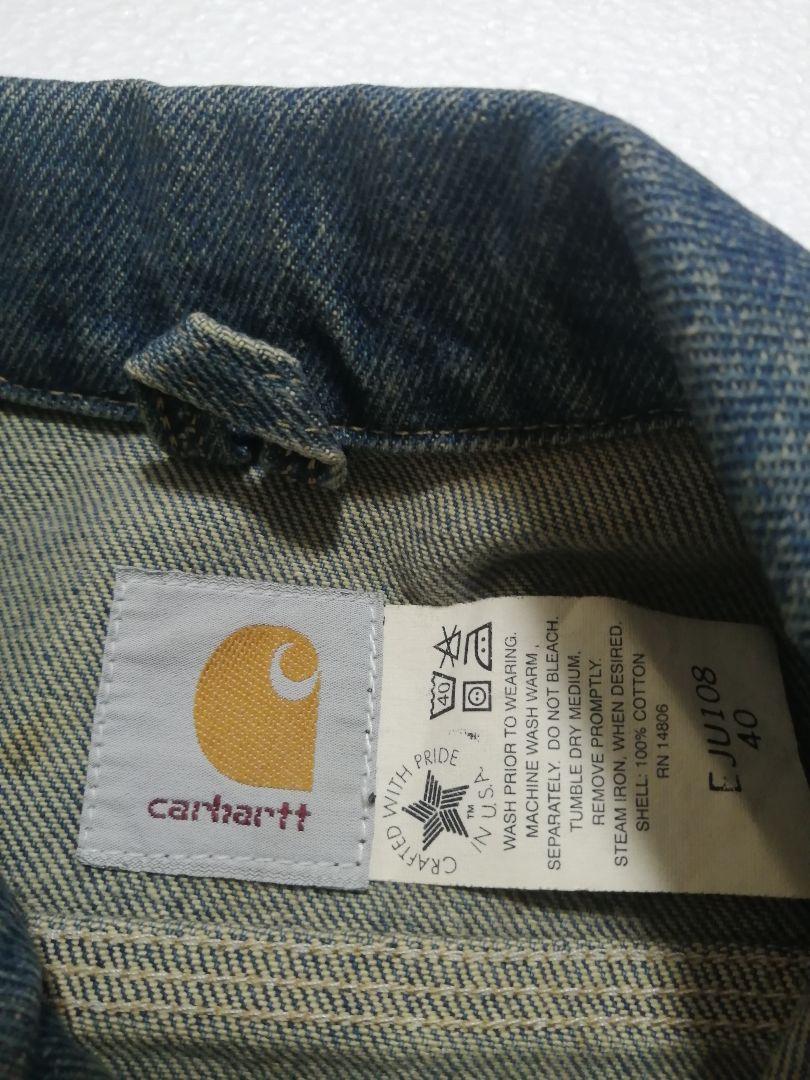 carhartt
40
CRAFTED WITH PRIDE
IN U.S.A.
TM
WASH PRIOR TO WEARING.
MACHINE WASH WARM,
SEPARATELY. DO NOT BLEACH.
TUMBLE DRY MEDIUM.
REMOVE PROMPTLY.
STEAM IRON, WHEN DESIRED.
SHELL: 100% COTTON
RN 14806
JU108
40